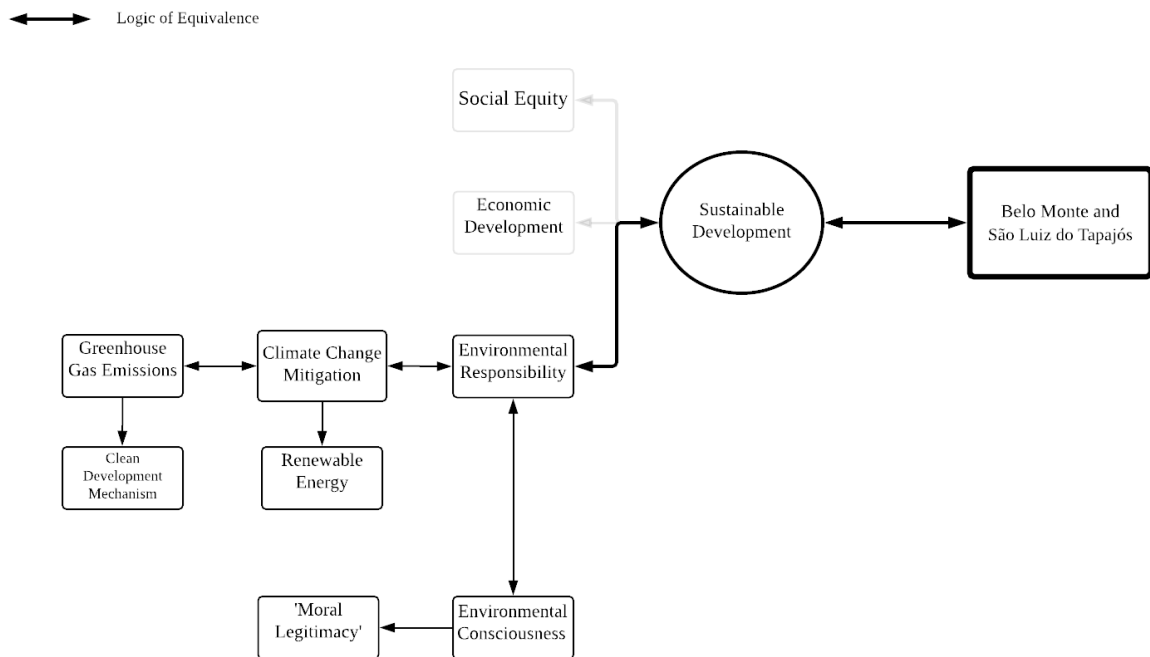 Logic of Equivalence
Social Equity
Economic
Development
Sustainable
Development
Belo Monte and
São Luiz do Tapajós
Greenhouse
Gas Emissions
Climate Change
Mitigation
Environmental
Responsibility
Clean
Development
Mechanism
Renewable
Energy
'Moral
Legitimacy'
Environmental
Consciousness